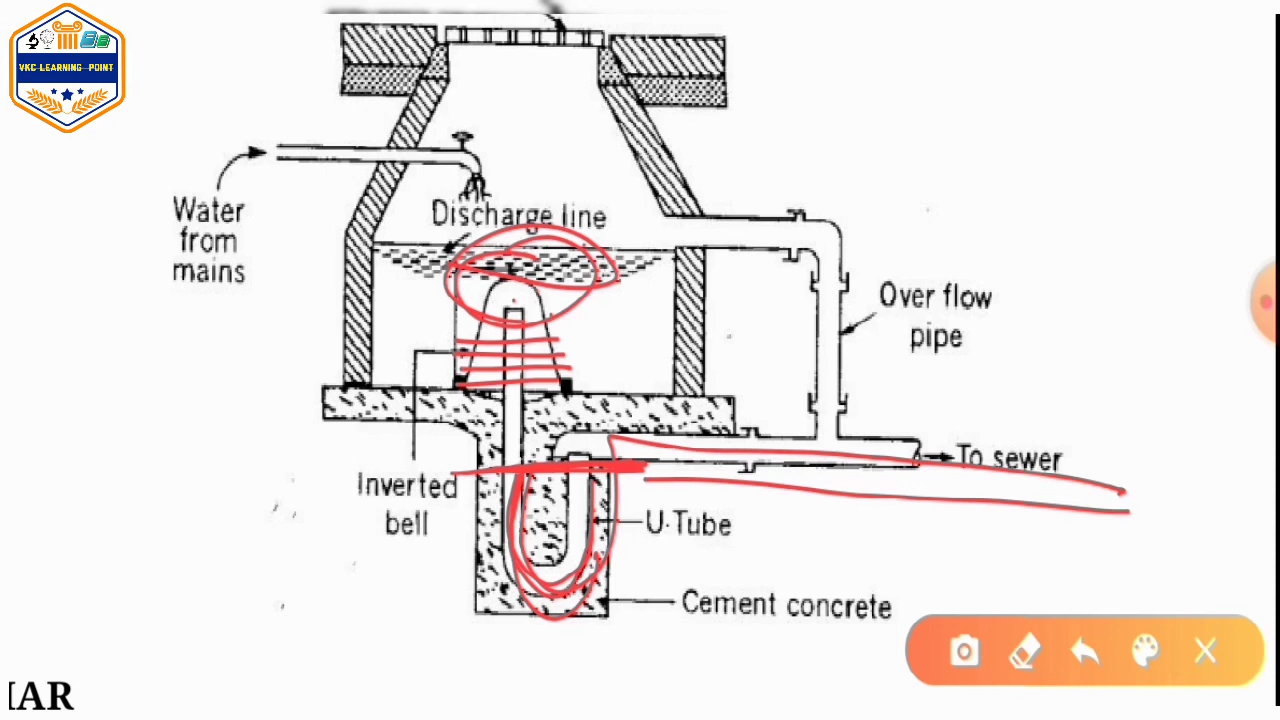 VKC-LEARNING-POINT
Water
from
mains
Discharge line
Over flow
pipe
To sewer
Inverted
bell
U-Tube
Cement concrete
AR